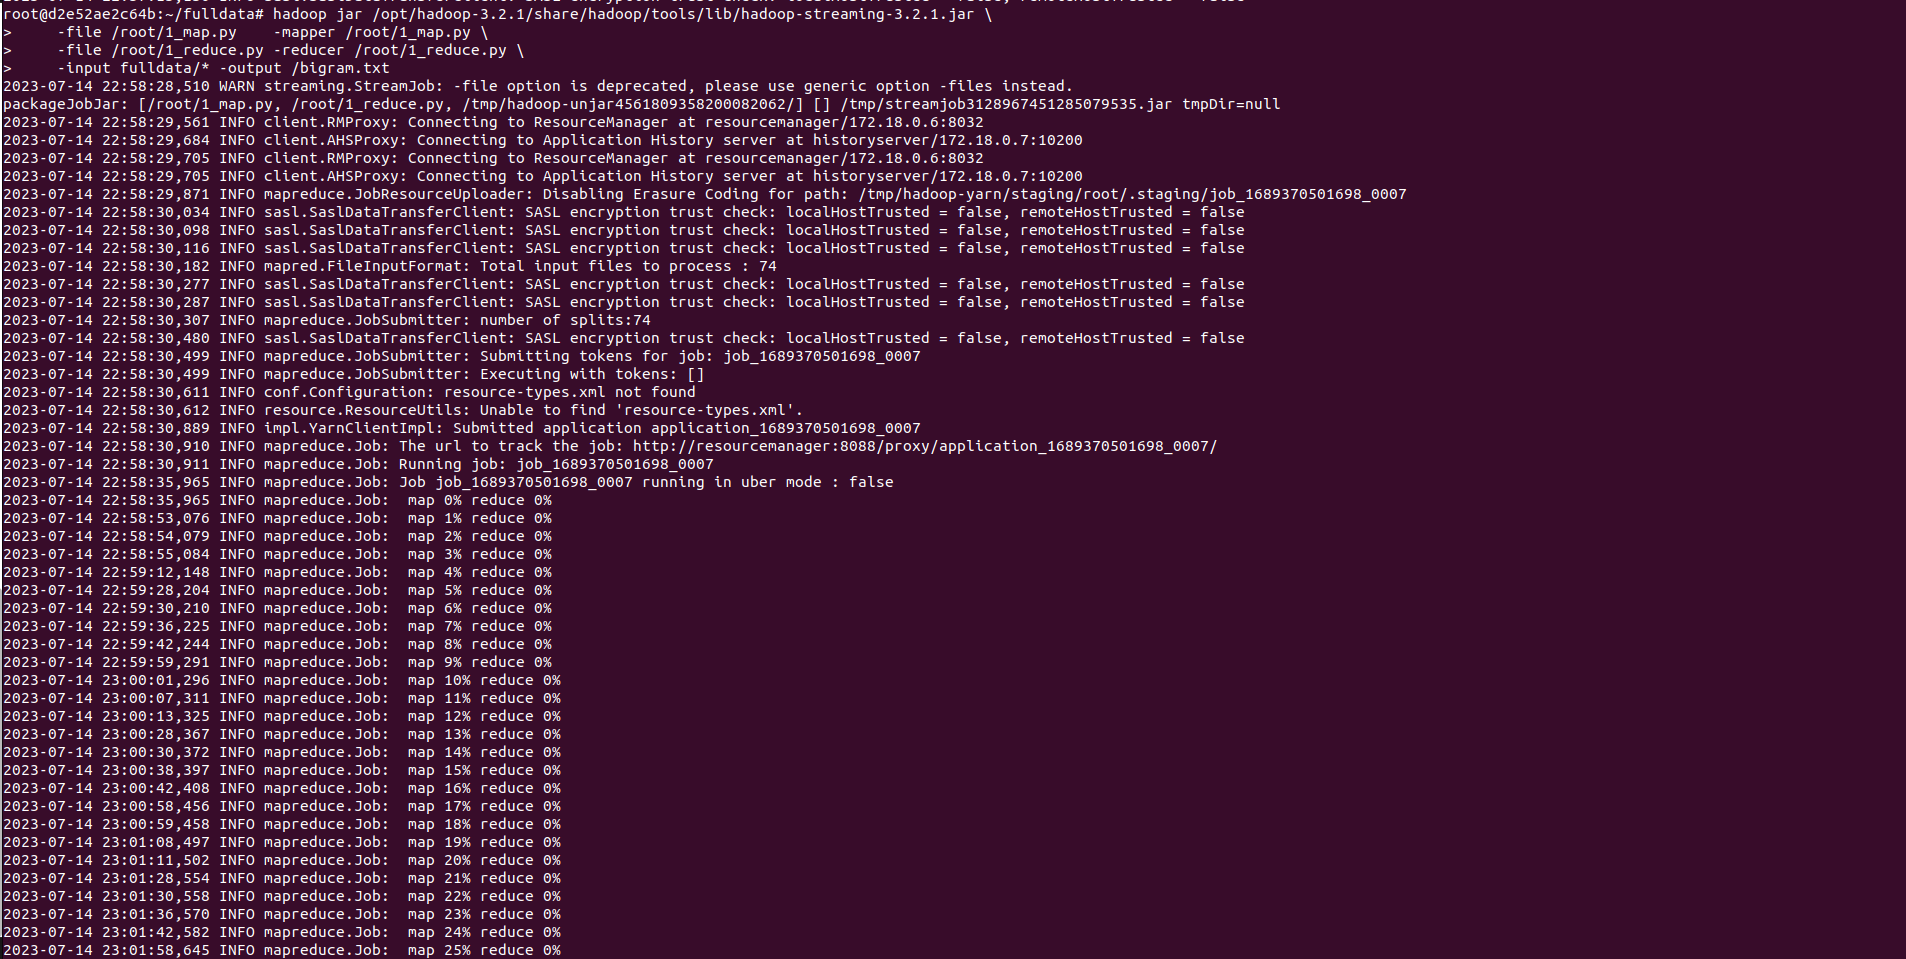 root@d2e52ae2c64b:~/fulldata# hadoop jar /opt/hadoop-3.2.1/share/hadoop/tools/lib/hadoop-streaming-3.2.1.jar \
>     -file /root/1_map.py    -mapper /root/1_map.py \
>     -file /root/1_reduce.py -reducer /root/1_reduce.py \
>     -input fulldata/* -output /bigram.txt
2023-07-14 22:58:28,510 WARN streaming.StreamJob: -file option is deprecated, please use generic option -files instead.
packageJobJar: [/root/1_map.py, /root/1_reduce.py, /tmp/hadoop-unjar4561809358200082062/] [] /tmp/streamjob3128967451285079535.jar tmpDir=null
2023-07-14 22:58:29,561 INFO client.RMProxy: Connecting to ResourceManager at resourcemanager/172.18.0.6:8032
2023-07-14 22:58:29,684 INFO client.AHSProxy: Connecting to Application History server at historyserver/172.18.0.7:10200
2023-07-14 22:58:29,705 INFO client.RMProxy: Connecting to ResourceManager at resourcemanager/172.18.0.6:8032
2023-07-14 22:58:29,705 INFO client.AHSProxy: Connecting to Application History server at historyserver/172.18.0.7:10200
2023-07-14 22:58:29,871 INFO mapreduce.JobResourceUploader: Disabling Erasure Coding for path: /tmp/hadoop-yarn/staging/root/.staging/job_1689370501698_0007
2023-07-14 22:58:30,034 INFO sasl.SaslDataTransferClient: SASL encryption trust check: localHostTrusted = false, remoteHostTrusted = false
2023-07-14 22:58:30,098 INFO sasl.SaslDataTransferClient: SASL encryption trust check: localHostTrusted = false, remoteHostTrusted = false
2023-07-14 22:58:30,116 INFO sasl.SaslDataTransferClient: SASL encryption trust check: localHostTrusted = false, remoteHostTrusted = false
2023-07-14 22:58:30,182 INFO mapred.FileInputFormat: Total input files to process : 74
2023-07-14 22:58:30,277 INFO sasl.SaslDataTransferClient: SASL encryption trust check: localHostTrusted = false, remoteHostTrusted = false
2023-07-14 22:58:30,287 INFO sasl.SaslDataTransferClient: SASL encryption trust check: localHostTrusted = false, remoteHostTrusted = false
2023-07-14 22:58:30,307 INFO mapreduce.JobSubmitter: number of splits:74
2023-07-14 22:58:30,480 INFO sasl.SaslDataTransferClient: SASL encryption trust check: localHostTrusted = false, remoteHostTrusted = false
2023-07-14 22:58:30,499 INFO mapreduce.JobSubmitter: Submitting tokens for job: job_1689370501698_0007
2023-07-14 22:58:30,499 INFO mapreduce.JobSubmitter: Executing with tokens: []
2023-07-14 22:58:30,611 INFO conf.Configuration: resource-types.xml not found
2023-07-14 22:58:30,612 INFO resource.ResourceUtils: Unable to find 'resource-types.xml'.
2023-07-14 22:58:30,889 INFO impl.YarnClientImpl: Submitted application application_1689370501698_0007
2023-07-14 22:58:30,910 INFO mapreduce.Job: The url to track the job: http://resourcemanager:8088/proxy/application_1689370501698_0007/
2023-07-14 22:58:30,911 INFO mapreduce.Job: Running job: job_1689370501698_0007
2023-07-14 22:58:35,965 INFO mapreduce.Job: Job job_1689370501698_0007 running in uber mode : false
2023-07-14 22:58:35,965 INFO mapreduce.Job:  map 0% reduce 0%
2023-07-14 22:58:53,076 INFO mapreduce.Job:  map 1% reduce 0%
2023-07-14 22:58:54,079 INFO mapreduce.Job:  map 2% reduce 0%
2023-07-14 22:58:55,084 INFO mapreduce.Job:  map 3% reduce 0%
2023-07-14 22:59:12,148 INFO mapreduce.Job:  map 4% reduce 0%
2023-07-14 22:59:28,204 INFO mapreduce.Job:  map 5% reduce 0%
2023-07-14 22:59:30,210 INFO mapreduce.Job:  map 6% reduce 0%
2023-07-14 22:59:36,225 INFO mapreduce.Job:  map 7% reduce 0%
2023-07-14 22:59:42,244 INFO mapreduce.Job:  map 8% reduce 0%
2023-07-14 22:59:59,291 INFO mapreduce.Job:  map 9% reduce 0%
2023-07-14 23:00:01,296 INFO mapreduce.Job:  map 10% reduce 0%
2023-07-14 23:00:07,311 INFO mapreduce.Job:  map 11% reduce 0%
2023-07-14 23:00:13,325 INFO mapreduce.Job:  map 12% reduce 0%
2023-07-14 23:00:28,367 INFO mapreduce.Job:  map 13% reduce 0%
2023-07-14 23:00:30,372 INFO mapreduce.Job:  map 14% reduce 0%
2023-07-14 23:00:38,397 INFO mapreduce.Job:  map 15% reduce 0%
2023-07-14 23:00:42,408 INFO mapreduce.Job:  map 16% reduce 0%
2023-07-14 23:00:58,456 INFO mapreduce.Job:  map 17% reduce 0%
2023-07-14 23:00:59,458 INFO mapreduce.Job:  map 18% reduce 0%
2023-07-14 23:01:08,497 INFO mapreduce.Job:  map 19% reduce 0%
2023-07-14 23:01:11,502 INFO mapreduce.Job:  map 20% reduce 0%
2023-07-14 23:01:28,554 INFO mapreduce.Job:  map 21% reduce 0%
2023-07-14 23:01:30,558 INFO mapreduce.Job:  map 22% reduce 0%
2023-07-14 23:01:36,570 INFO mapreduce.Job:  map 23% reduce 0%
2023-07-14 23:01:42,582 INFO mapreduce.Job:  map 24% reduce 0%
2023-07-14 23:01:58,645 INFO mapreduce.Job:  map 25% reduce 0%